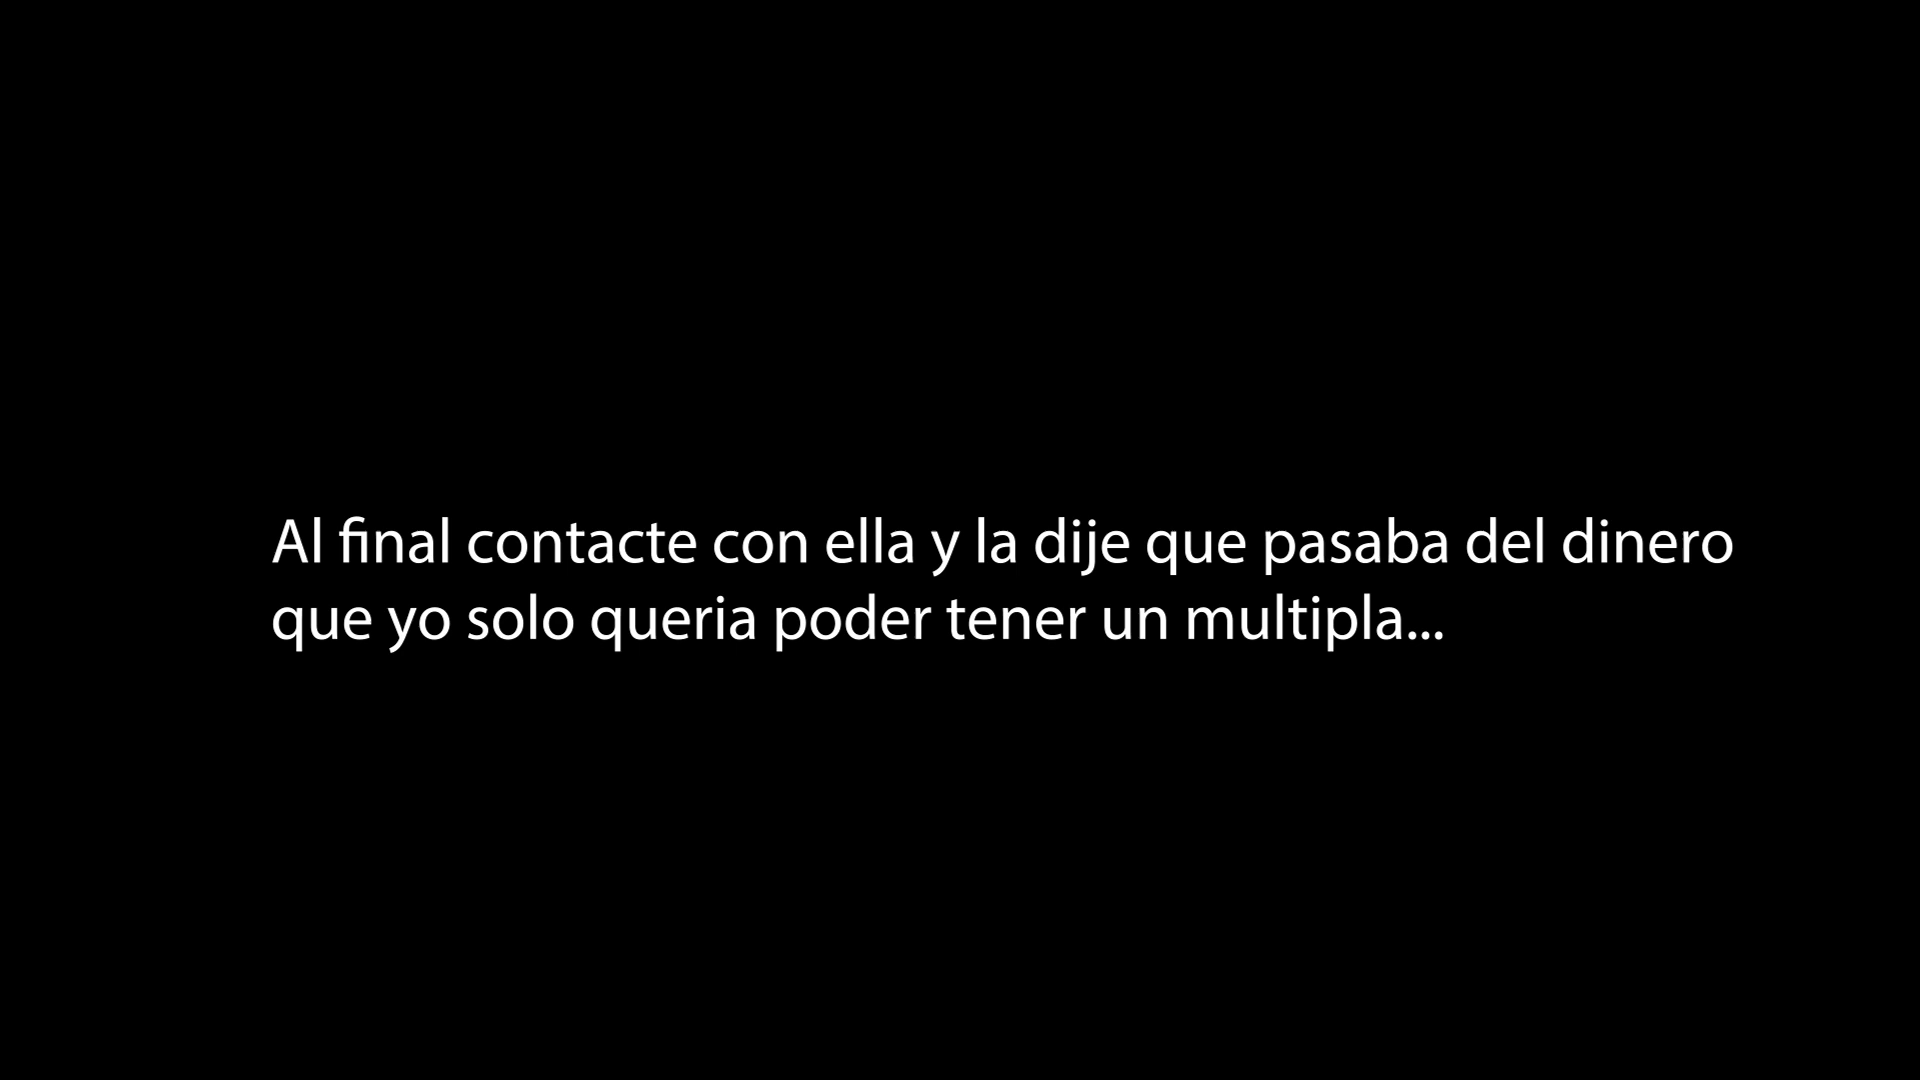 Al final contacte con ella y la dije que pasaba del dinero
que yo solo queria poder tener un multipla...